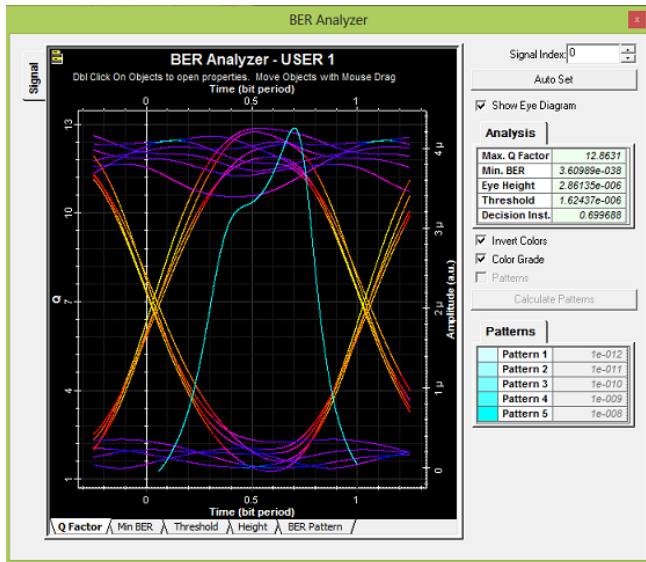 BER Analyzer
x
Signal
BER Analyzer - USER 1
Dbl Click On Objects to open properties. Move Objects with Mouse Drag
Time (bit period)
0 0.5 1
13
10
Q
7
4
1
4 µ
3 µ
2 µ
1 µ
0
Amplitude (a.u.)
0 0.5 1
Time (bit period)
Q Factor Min BER Threshold Height BER Pattern
Signal Index: 0
Auto Set
Show Eye Diagram
Analysis
Max. Q Factor 12.8631
Min. BER 3.60989e-038
Eye Height 2.86135e-006
Threshold 1.62437e-006
Decision Inst. 0.699688
Invert Colors
Color Grade
Patterns
Calculate Patterns
Patterns
Pattern 1 1e-012
Pattern 2 1e-011
Pattern 3 1e-010
Pattern 4 1e-009
Pattern 5 1e-008